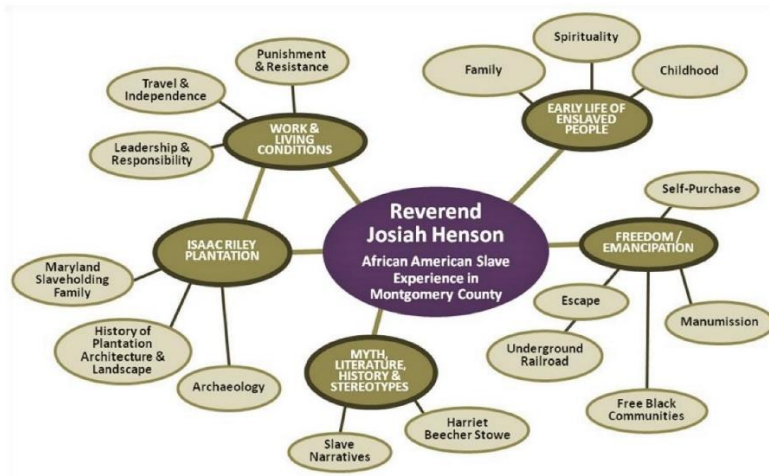 Punishment
& Resistance
Travel &
Independence
Leadership &
Responsibility
WORK &
LIVING
CONDITIONS
Spirituality
Family
Childhood
EARLY LIFE OF
ENSLAVED
PEOPLE
Reverend
Josiah Henson
African American Slave
Experience in
Montgomery County
Self-Purchase
FREEDOM /
EMANCIPATION
Escape
Underground
Railroad
Manumission
Free Black
Communities
ISAAC RILEY
PLANTATION
Maryland
Slaveholding
Family
History of
Plantation
Architecture &
Landscape
Archaeology
MYTH,
LITERATURE,
HISTORY &
STEREOTYPES
Slave
Narratives
Harriet
Beecher Stowe